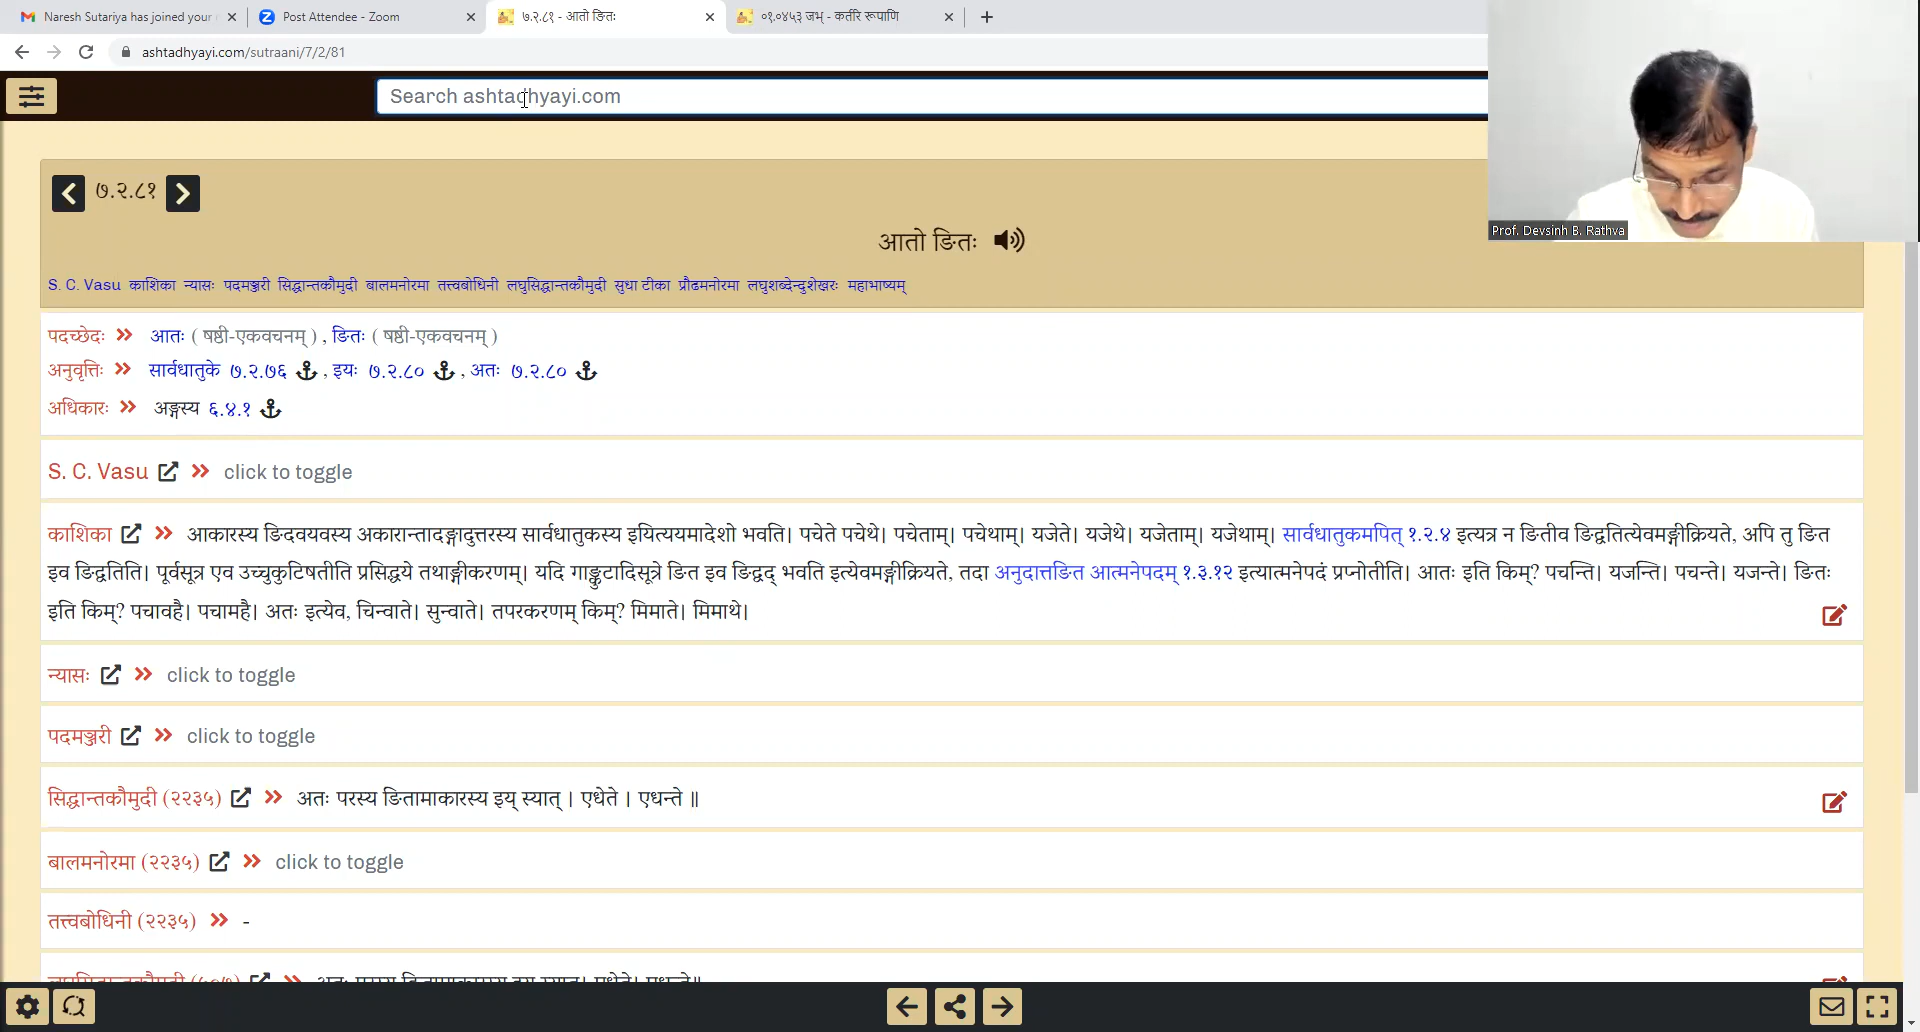 Naresh Sutariya has joined your
Post Attendee - Zoom
७.२.८१ - आतो ङितः
०१.०४५३ जभ् - कर्तरि रूपाणि
ashtadhyayi.com/sutraani/7/2/81
Search ashtadhyayi.com
Prof. Devsinh B. Rathva
७.२.८१
आतो ङितः
S. C. Vasu काशिका न्यासः पदमञ्जरी सिद्धान्तकौमुदी बालमनोरमा तत्त्वबोधिनी लघुसिद्धान्तकौमुदी सुधा टीका प्रौढमनोरमा लघुशब्देन्दुशेखरः महाभाष्यम्
पदच्छेदः आतः ( षष्ठी-एकवचनम् ) , ङितः ( षष्ठी-एकवचनम् )
अनुवृत्तिः सार्वधातुके ७.२.७६ , इयः ७.२.८० , अतः ७.२.८०
अधिकारः अङ्गस्य ६.४.१
S. C. Vasu click to toggle
काशिका आकारस्य ङिदवयवस्य अकारान्तादङ्गादुत्तरस्य सार्वधातुकस्य इयित्ययमादेशो भवति। पचेते पचेथे। पचेताम्। पचेथाम्। यजेते। यजेथे। यजेताम्। यजेथाम्। सार्वधातुकमपित् १.२.४ इत्यत्र न ङितीव ङिद्वतित्येवमङ्गीक्रियते, अपि तु ङित
इव ङिद्वतिति। पूर्वसूत्र एव उच्चुकुटिषतीति प्रसिद्धये तथाङ्गीकरणम्। यदि गाङ्कुटादिसूत्रे ङित इव ङिद्वद् भवति इत्येवमङ्गीक्रियते, तदा अनुदात्तङित आत्मनेपदम् १.३.१२ इत्यात्मनेपदं प्रप्नोतीति। आतः इति किम्? पचन्ति। यजन्ति। पचन्ते। यजन्ते। ङितः
इति किम्? पचावहै। पचामहै। अतः इत्येव, चिन्वाते। सुन्वाते। तपरकरणम् किम्? मिमाते। मिमाथे।
न्यासः click to toggle
पदमञ्जरी click to toggle
सिद्धान्तकौमुदी (२२३५) अतः परस्य ङितामाकारस्य इय् स्यात् । एधेते । एधन्ते ॥
बालमनोरमा (२२३५) click to toggle
तत्त्वबोधिनी (२२३५) -
लघुसिद्धान्तकौमुदी (५०७) अतः परस्य ङितामाकारस्य इय् स्यात्। एधेते। एधन्ते॥